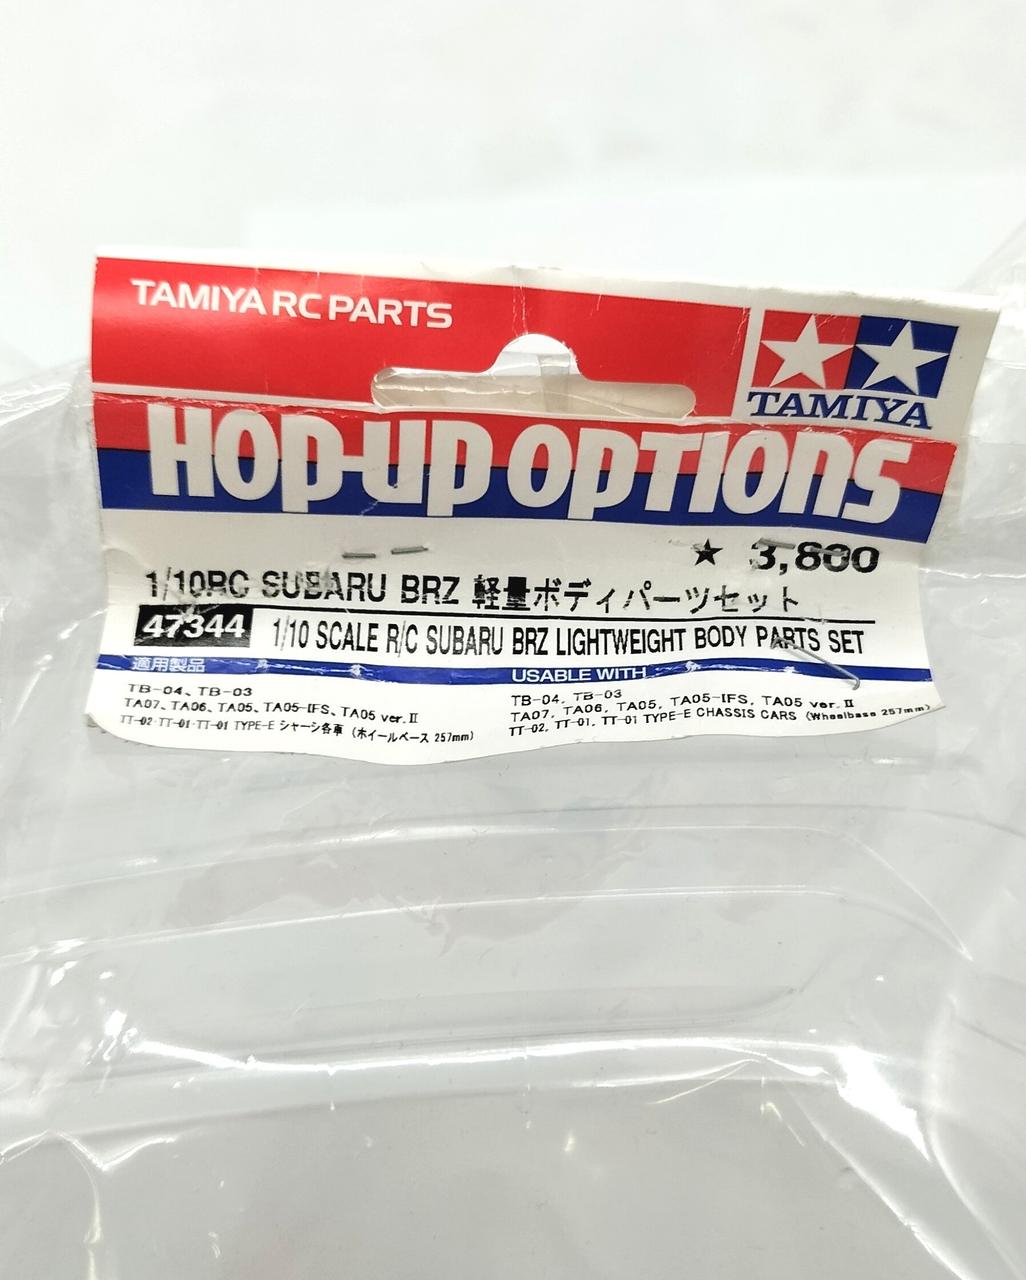 TAMIYA RC PARTS
TAMIYA
HOP-UP OPTIONS
★ 3,800
1/10RC SUBARU BRZ 軽量ボディパーツセット
47344 1/10 SCALE R/C SUBARU BRZ LIGHTWEIGHT BODY PARTS SET
適用製品
TB-04、TB-03
TA07、TA06、TA05、TA05-IFS、TA05 ver.II
TT-02・TT-01・TT-01 TYPE-E シャーシ各車 (ホイールベース 257mm)
USABLE WITH
TB-04, TB-03
TA07, TA06, TA05, TA05-IFS, TA05 ver.II
TT-02, TT-01, TT-01 TYPE-E CHASSIS CARS (Wheelbase 257mm)